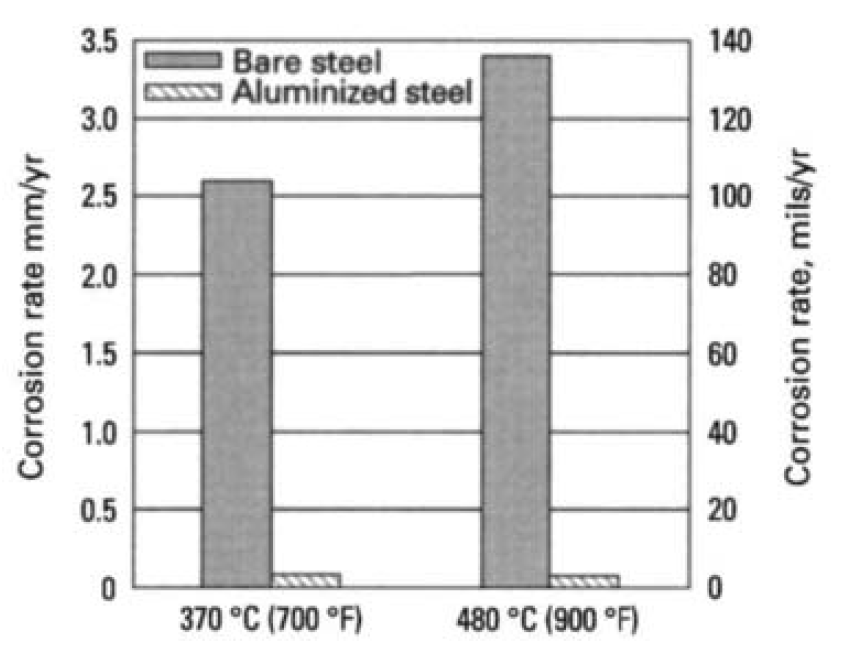 3.5
3.0
2.5
2.0
1.5
1.0
0.5
0
Corrosion rate mm/yr
Bare steel
Aluminized steel
140
120
100
80
60
40
20
0
Corrosion rate, mils/yr
370 °C (700 °F)
480 °C (900 °F)